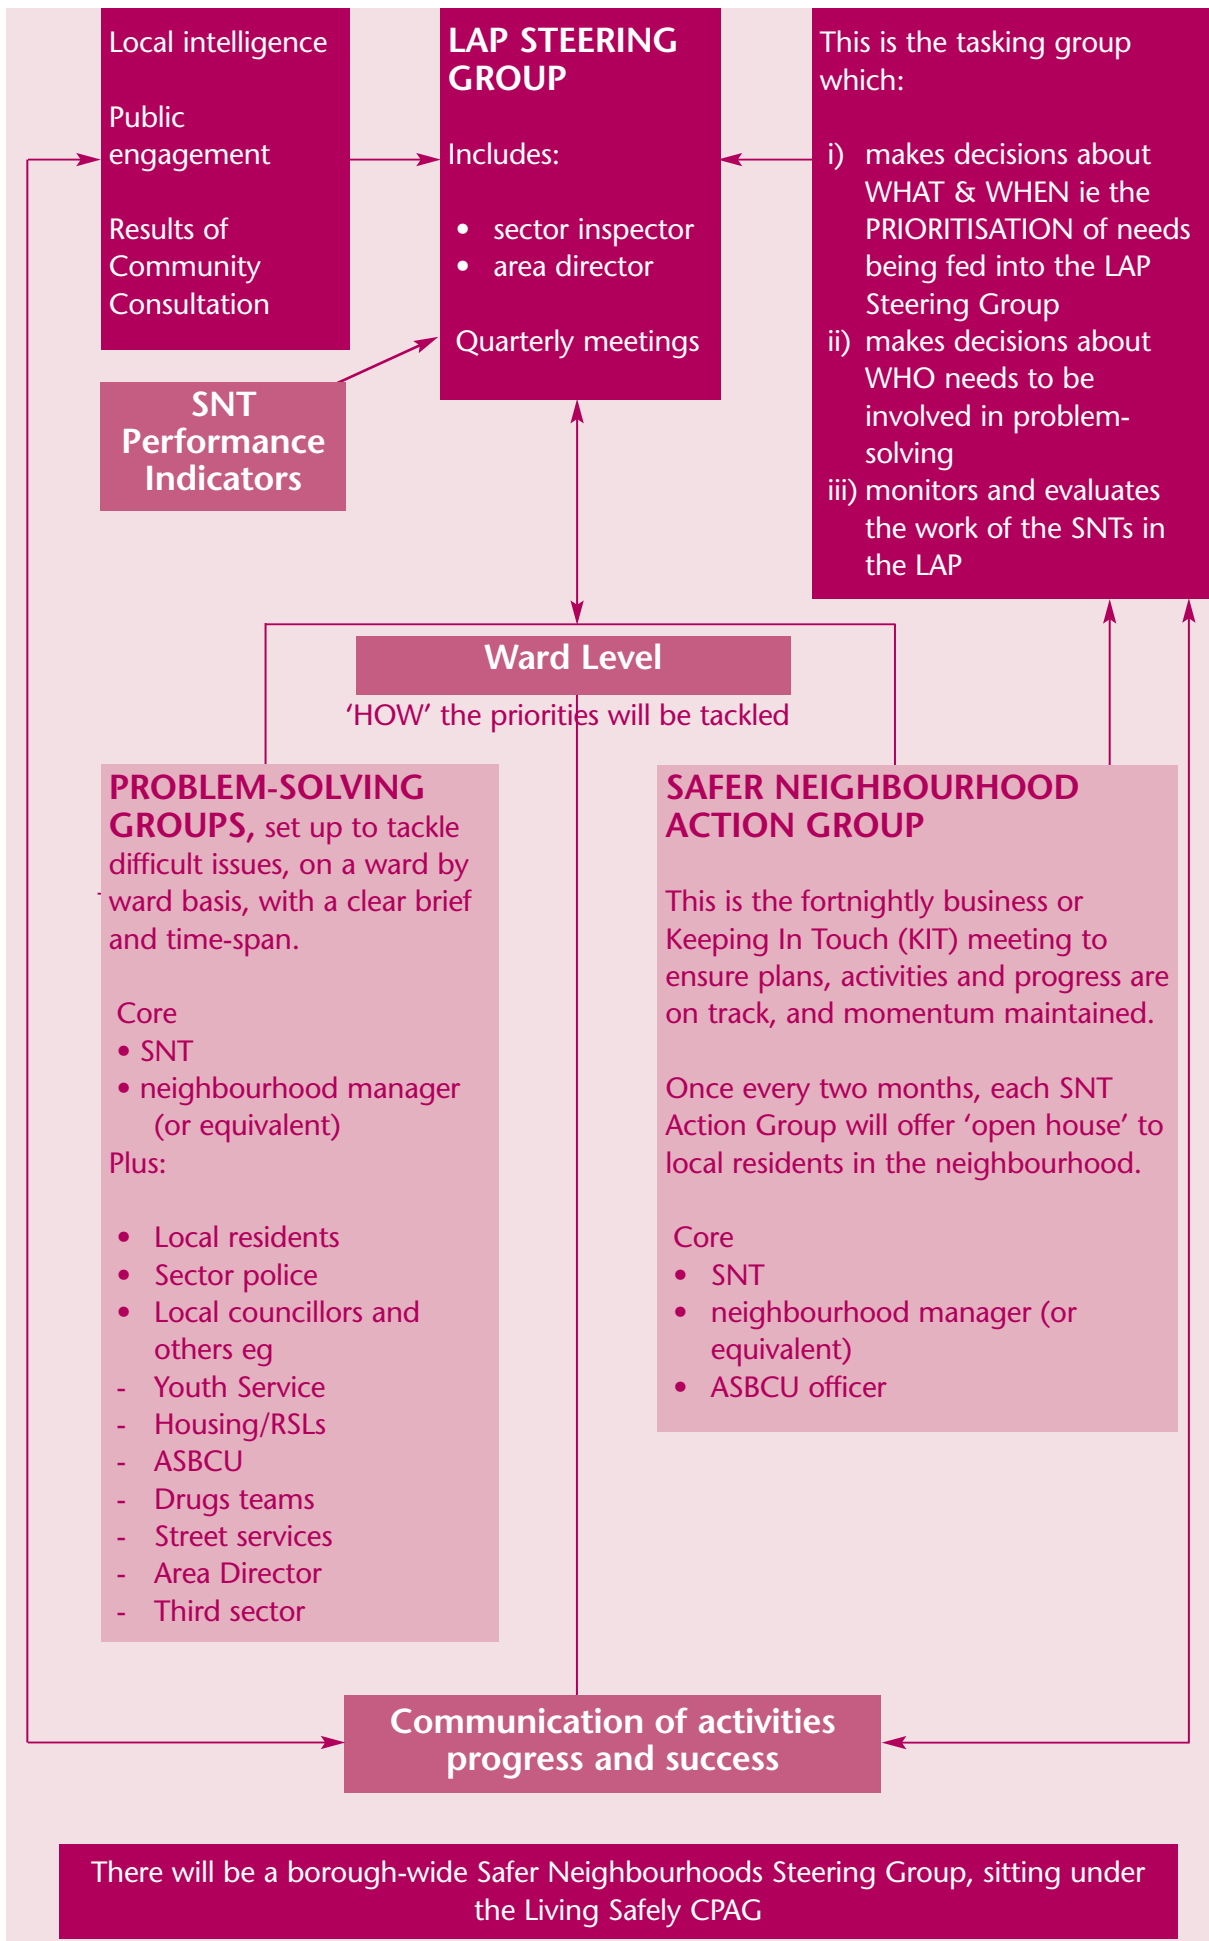 Local intelligence
Public
engagement
Results of
Community
Consultation
SNT
Performance
Indicators
LAP STEERING
GROUP
Includes:
• sector inspector
• area director
Quarterly meetings
This is the tasking group
which:
i) makes decisions about
WHAT & WHEN ie the
PRIORITISATION of needs
being fed into the LAP
Steering Group
ii) makes decisions about
WHO needs to be
involved in problem-
solving
iii) monitors and evaluates
the work of the SNTs in
the LAP
Ward Level
‘HOW’ the priorities will be tackled
PROBLEM-SOLVING
GROUPS, set up to tackle
difficult issues, on a ward by
ward basis, with a clear brief
and time-span.
Core
• SNT
• neighbourhood manager
(or equivalent)
Plus:
• Local residents
• Sector police
• Local councillors and
others eg
- Youth Service
- Housing/RSLs
- ASBCU
- Drugs teams
- Street services
- Area Director
- Third sector
SAFER NEIGHBOURHOOD
ACTION GROUP
This is the fortnightly business or
Keeping In Touch (KIT) meeting to
ensure plans, activities and progress are
on track, and momentum maintained.
Once every two months, each SNT
Action Group will offer ‘open house’ to
local residents in the neighbourhood.
Core
• SNT
• neighbourhood manager (or
equivalent)
• ASBCU officer
Communication of activities
progress and success
There will be a borough-wide Safer Neighbourhoods Steering Group, sitting under
the Living Safely CPAG